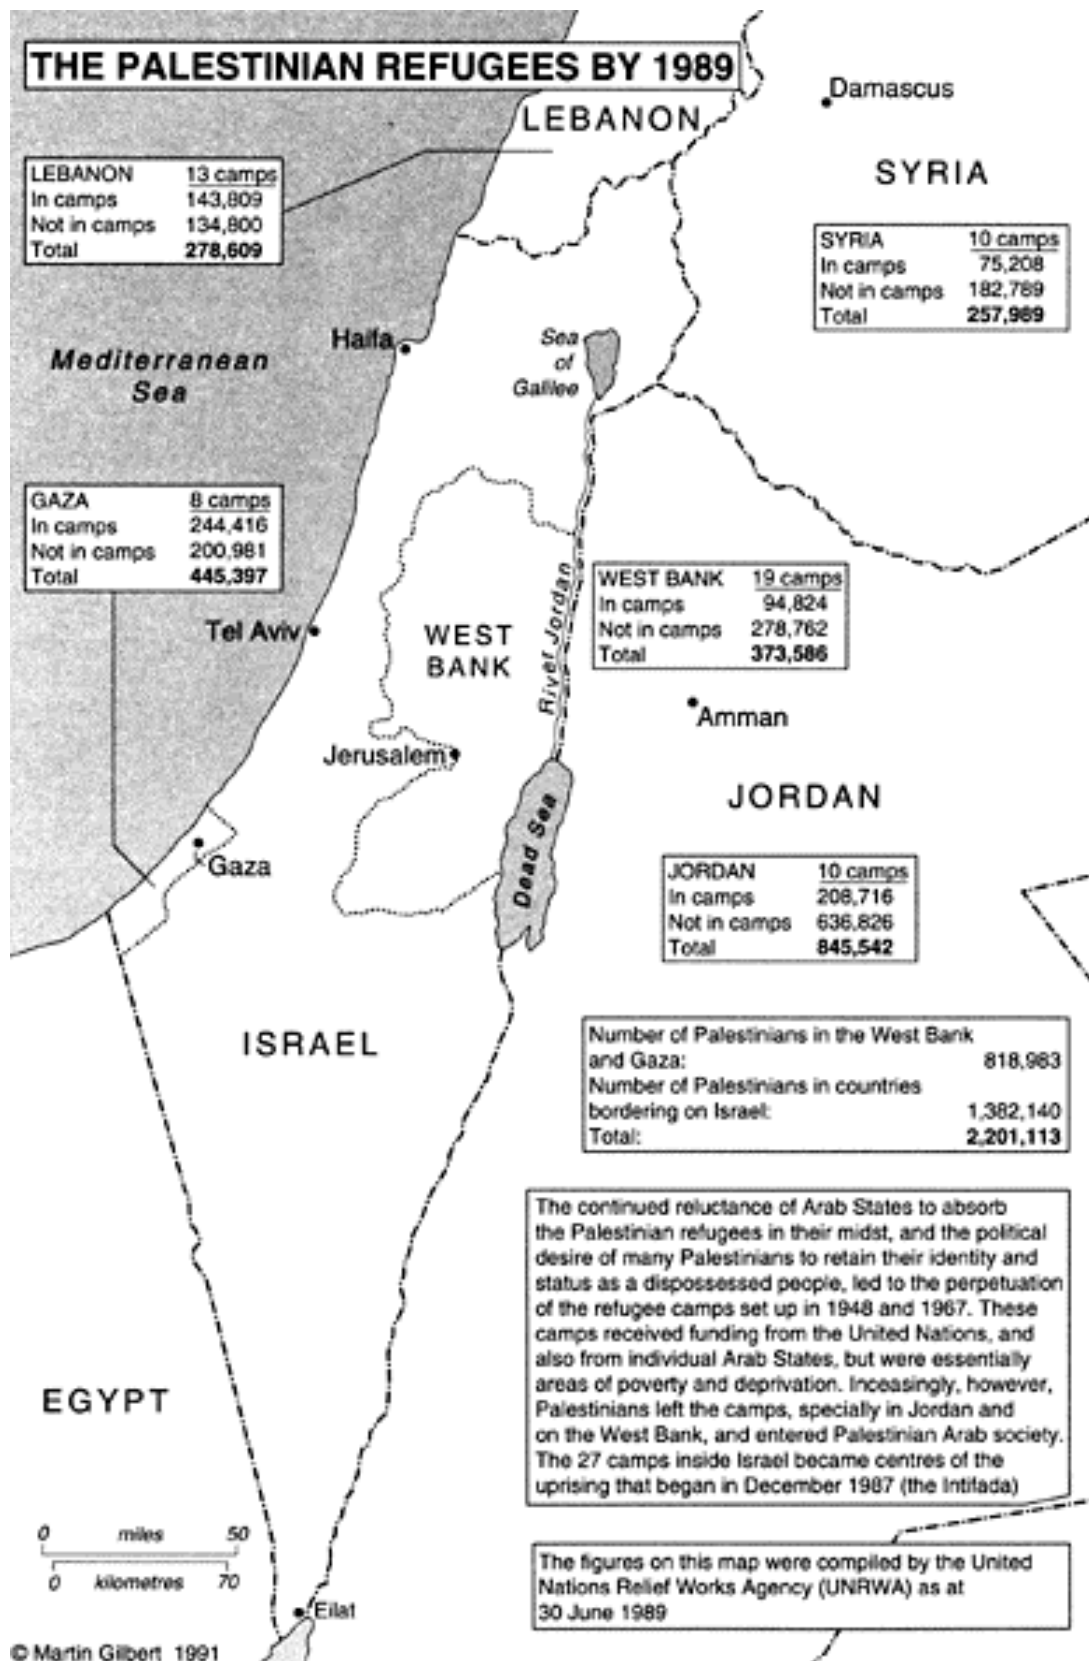 THE PALESTINIAN REFUGEES BY 1989
Damascus
LEBANON
SYRIA
LEBANON 13 camps
In camps 143,809
Not in camps 134,800
Total 278,609
SYRIA 10 camps
In camps 75,208
Not in camps 182,789
Total 257,989
Haifa
Sea
of
Galilee
Mediterranean
Sea
GAZA 8 camps
In camps 244,416
Not in camps 200,981
Total 445,397
WEST BANK 19 camps
In camps 94,824
Not in camps 278,762
Total 373,586
River Jordan
Tel Aviv
WEST
BANK
Amman
Jerusalem
JORDAN
Dead Sea
Gaza
JORDAN 10 camps
In camps 208,716
Not in camps 636,826
Total 845,542
ISRAEL
Number of Palestinians in the West Bank
and Gaza: 818,983
Number of Palestinians in countries
bordering on Israel: 1,382,140
Total: 2,201,113
The continued reluctance of Arab States to absorb
the Palestinian refugees in their midst, and the political
desire of many Palestinians to retain their identity and
status as a dispossessed people, led to the perpetuation
of the refugee camps set up in 1948 and 1967. These
camps received funding from the United Nations, and
also from individual Arab States, but were essentially
areas of poverty and deprivation. Inceasingly, however,
Palestinians left the camps, specially in Jordan and
on the West Bank, and entered Palestinian Arab society.
The 27 camps inside Israel became centres of the
uprising that began in December 1987 (the Intifada)
EGYPT
0 miles 50
0 kilometres 70
The figures on this map were compiled by the United
Nations Relief Works Agency (UNRWA) as at
30 June 1989
Eilat
© Martin Gilbert 1991